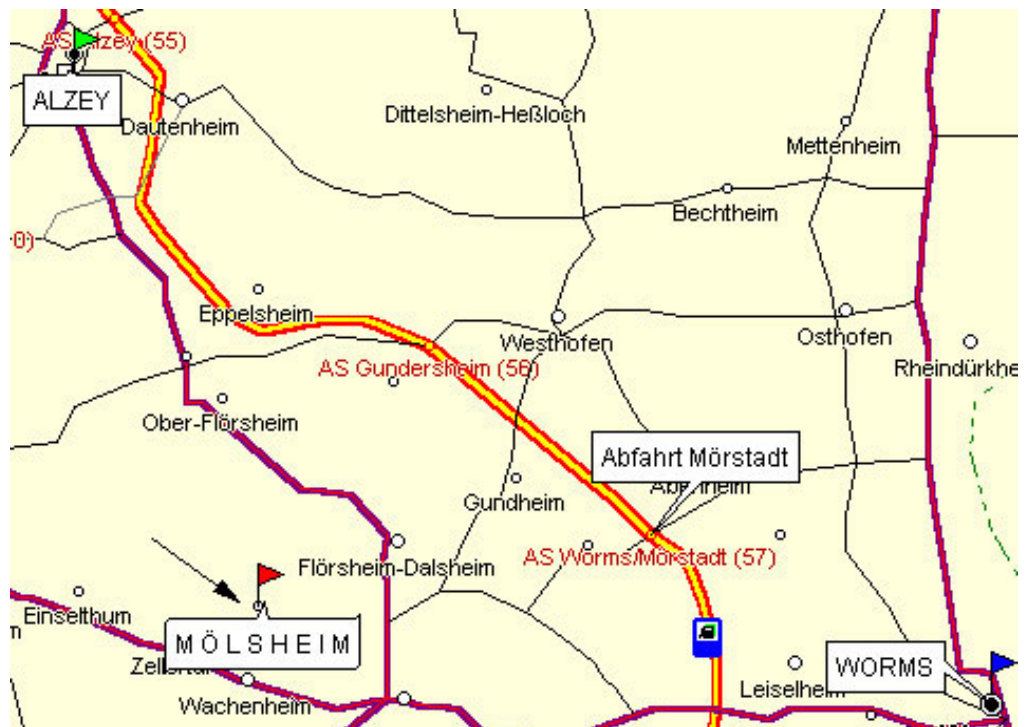 AS Alzey (55)
ALZEY
Dautenheim
Dittelsheim-Heßloch
Mettenheim
Bechtheim
0)
Eppelsheim
Westhofen
Osthofen
AS Gundersheim (56)
Rheindürkhe
Ober-Flörsheim
Abfahrt Mörstadt
Gundheim
AS Worms/Mörstadt (57)
Flörsheim-Dalsheim
Einselthum
MÖLSHEIM
WORMS
Leiselheim
Wachenheim